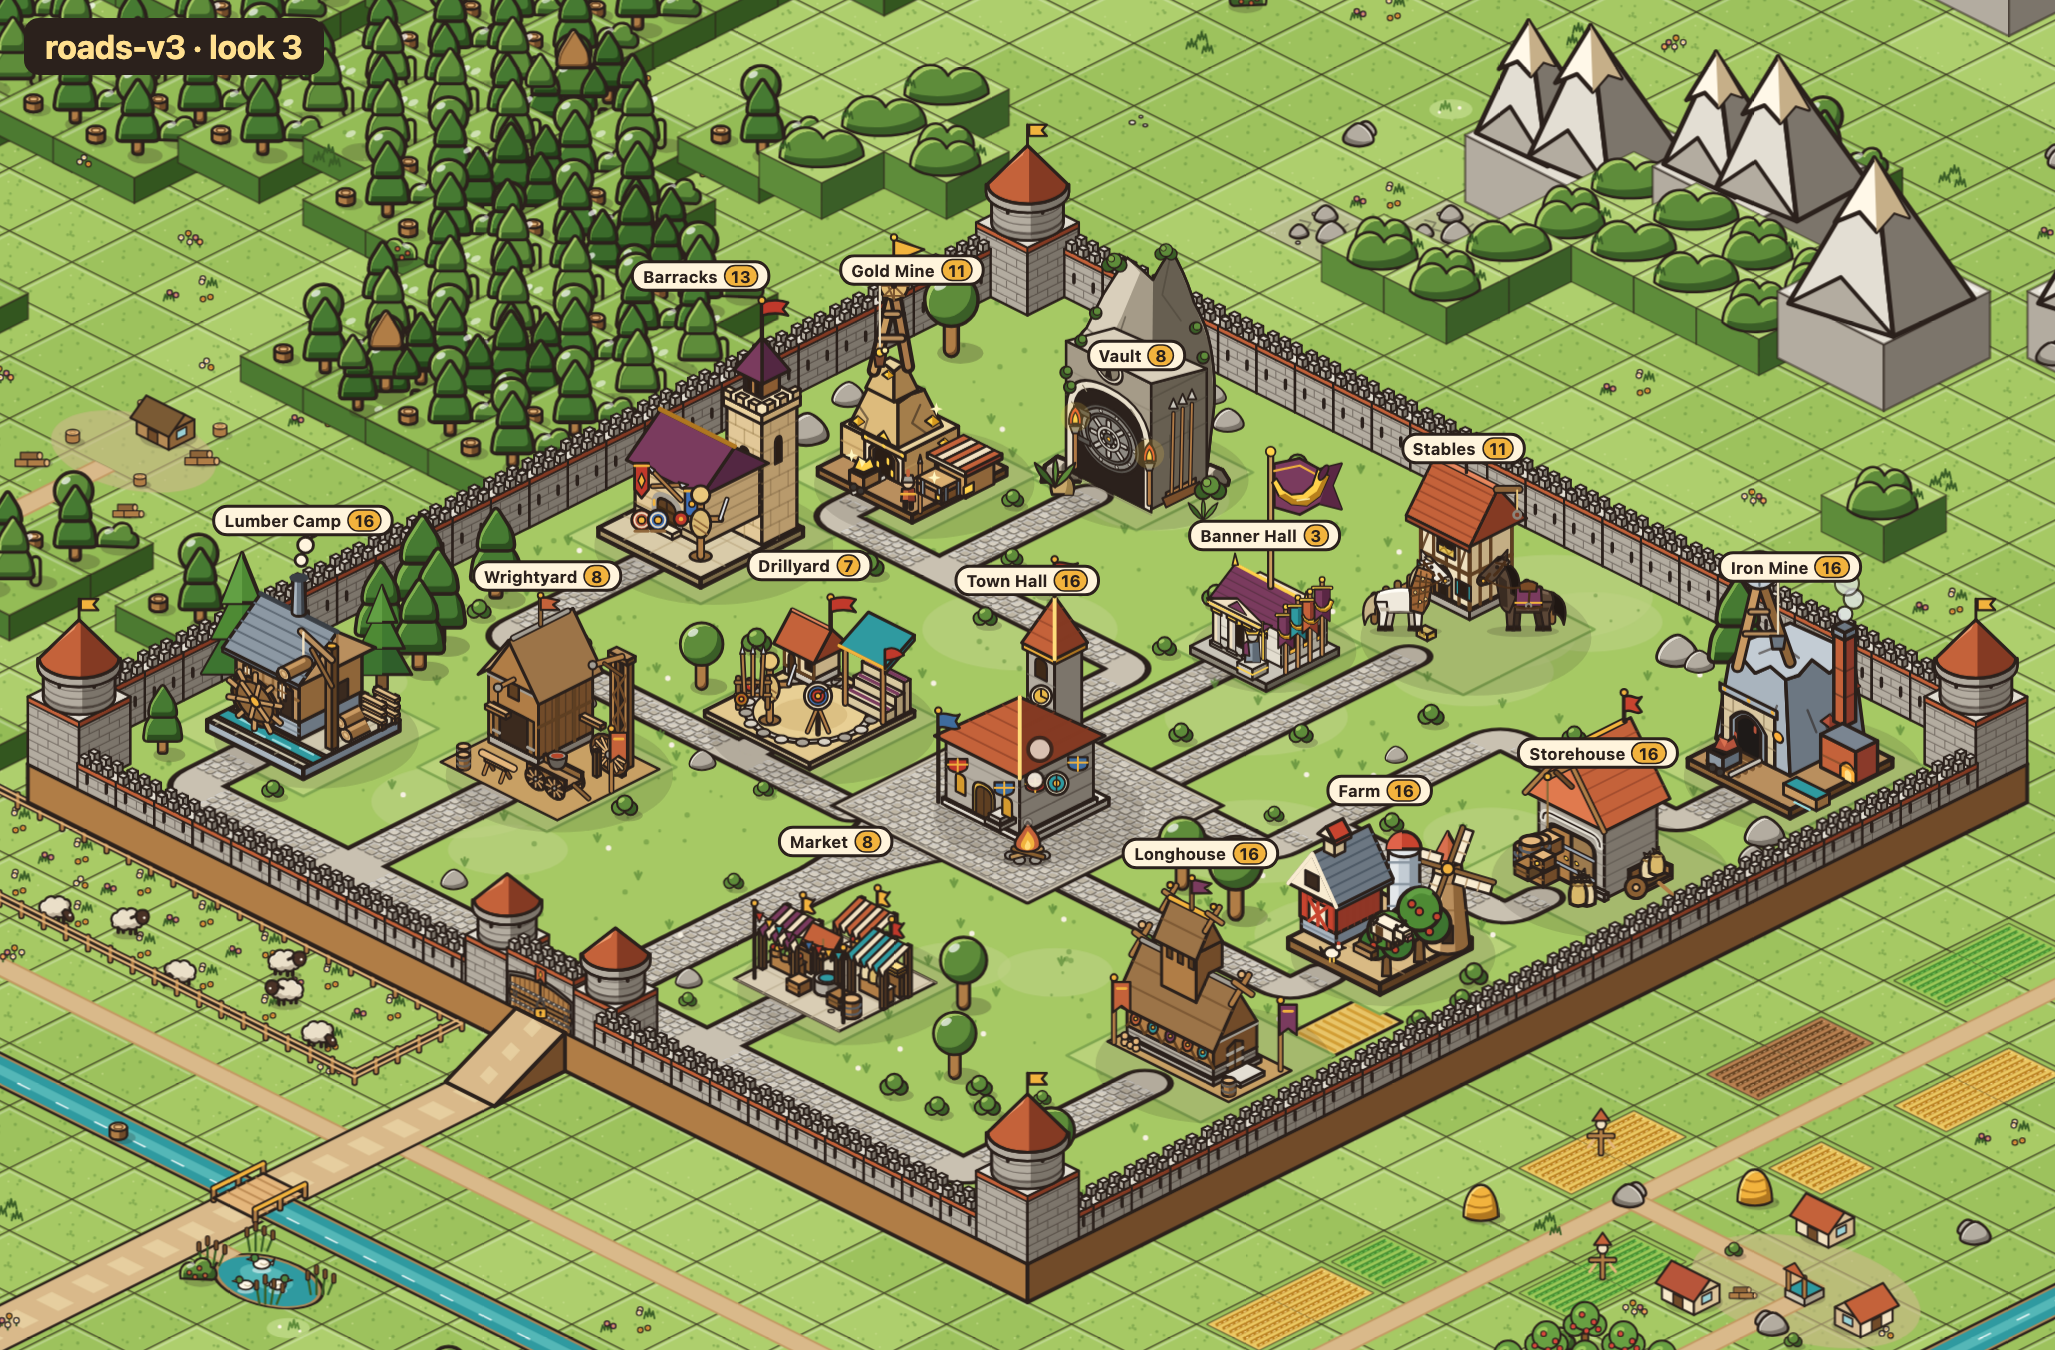 roads-v3 · look 3
Barracks 13
Gold Mine 11
Vault 8
Stables 11
Lumber Camp 16
Wrightyard 8
Drillyard 7
Town Hall 16
Banner Hall 3
Iron Mine 16
Storehouse 16
Farm 16
Market 8
Longhouse 16